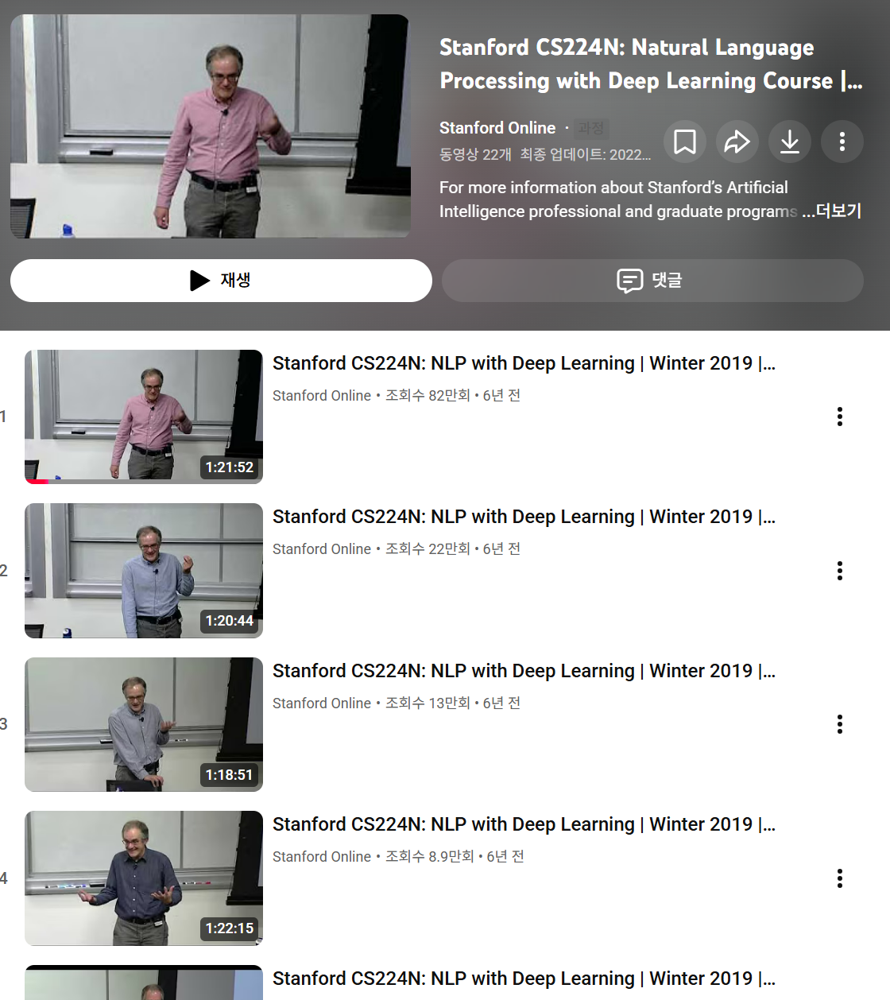 Stanford CS224N: Natural Language
Processing with Deep Learning Course |...
Stanford Online · 과정
동영상 22개 최종 업데이트: 2022...
For more information about Stanford’s Artificial
Intelligence professional and graduate programs ...더보기
재생
댓글
1
Stanford CS224N: NLP with Deep Learning | Winter 2019 |...
Stanford Online • 조회수 82만회 • 6년 전
1:21:52
2
Stanford CS224N: NLP with Deep Learning | Winter 2019 |...
Stanford Online • 조회수 22만회 • 6년 전
1:20:44
3
Stanford CS224N: NLP with Deep Learning | Winter 2019 |...
Stanford Online • 조회수 13만회 • 6년 전
1:18:51
4
Stanford CS224N: NLP with Deep Learning | Winter 2019 |...
Stanford Online • 조회수 8.9만회 • 6년 전
1:22:15
Stanford CS224N: NLP with Deep Learning | Winter 2019 |...